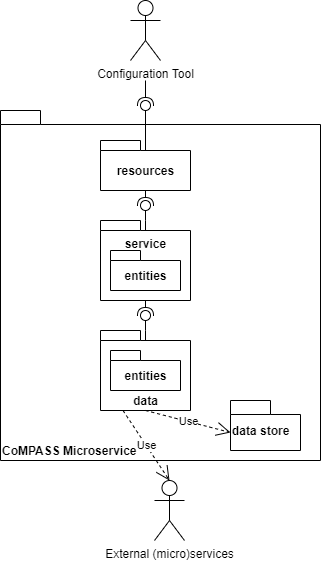 Configuration Tool
resources
service
entities
entities
data
Use
data store
Use
CoMPASS Microservice
External (micro)services